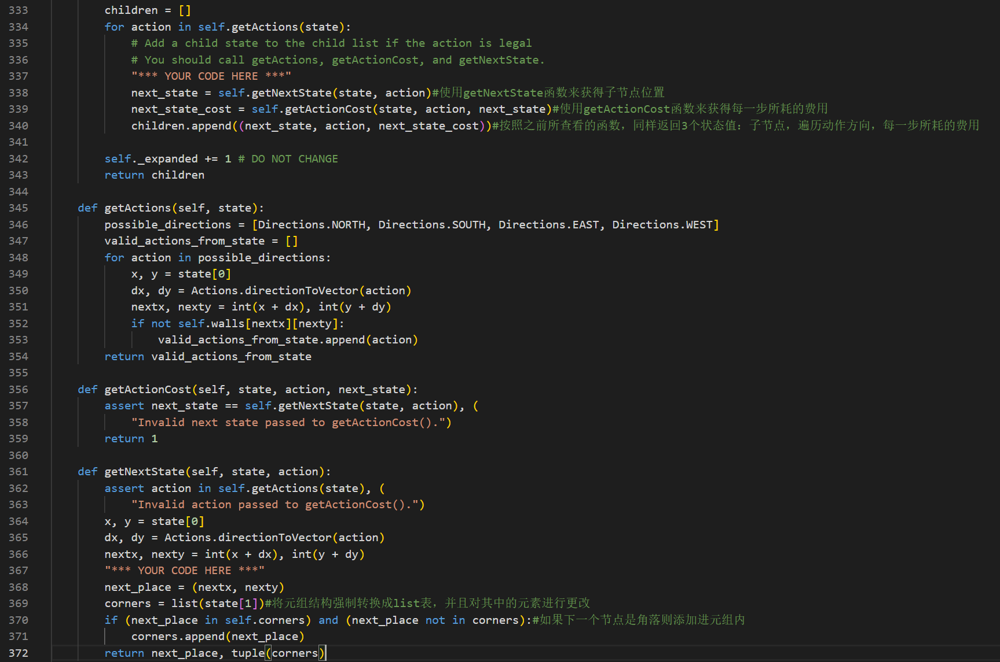 333 children = []
334 for action in self.getActions(state):
335 # Add a child state to the child list if the action is legal
336 # You should call getActions, getActionCost, and getNextState.
337 "*** YOUR CODE HERE ***"
338 next_state = self.getNextState(state, action)#使用getNextState函数来获得子节点位置
339 next_state_cost = self.getActionCost(state, action, next_state)#使用getActionCost函数来获得每一步所耗的费用
340 children.append((next_state, action, next_state_cost))#按照之前所查看的函数，同样返回3个状态值：子节点，遍历动作方向，每一步所耗的费用
341
342 self._expanded += 1 # DO NOT CHANGE
343 return children
344
345 def getActions(self, state):
346 possible_directions = [Directions.NORTH, Directions.SOUTH, Directions.EAST, Directions.WEST]
347 valid_actions_from_state = []
348 for action in possible_directions:
349 x, y = state[0]
350 dx, dy = Actions.directionToVector(action)
351 nextx, nexty = int(x + dx), int(y + dy)
352 if not self.walls[nextx][nexty]:
353 valid_actions_from_state.append(action)
354 return valid_actions_from_state
355
356 def getActionCost(self, state, action, next_state):
357 assert next_state == self.getNextState(state, action), (
358 "Invalid next state passed to getActionCost().")
359 return 1
360
361 def getNextState(self, state, action):
362 assert action in self.getActions(state), (
363 "Invalid action passed to getActionCost().")
364 x, y = state[0]
365 dx, dy = Actions.directionToVector(action)
366 nextx, nexty = int(x + dx), int(y + dy)
367 "*** YOUR CODE HERE ***"
368 next_place = (nextx, nexty)
369 corners = list(state[1])#将元组结构强制转换成list表，并且对其中的元素进行更改
370 if (next_place in self.corners) and (next_place not in corners):#如果下一个节点是角落则添加进元组内
371 corners.append(next_place)
372 return next_place, tuple(corners)